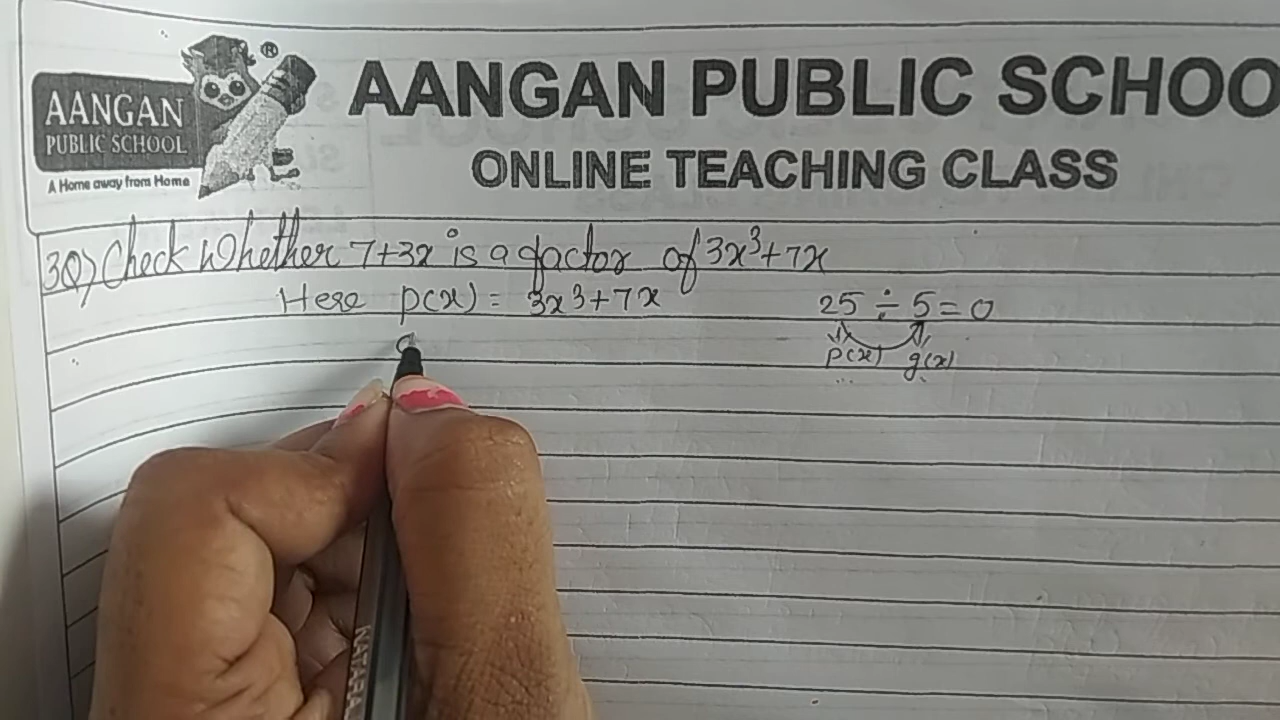 AANGAN
PUBLIC SCHOOL
A Home away from Home
®
AANGAN PUBLIC SCHOO
ONLINE TEACHING CLASS
3Q) Check whether 7+3x is a factor of 3x³+7x
Here p(x) = 3x³+7x
25 ÷ 5 = 0
p(x) g(x)
NATARA